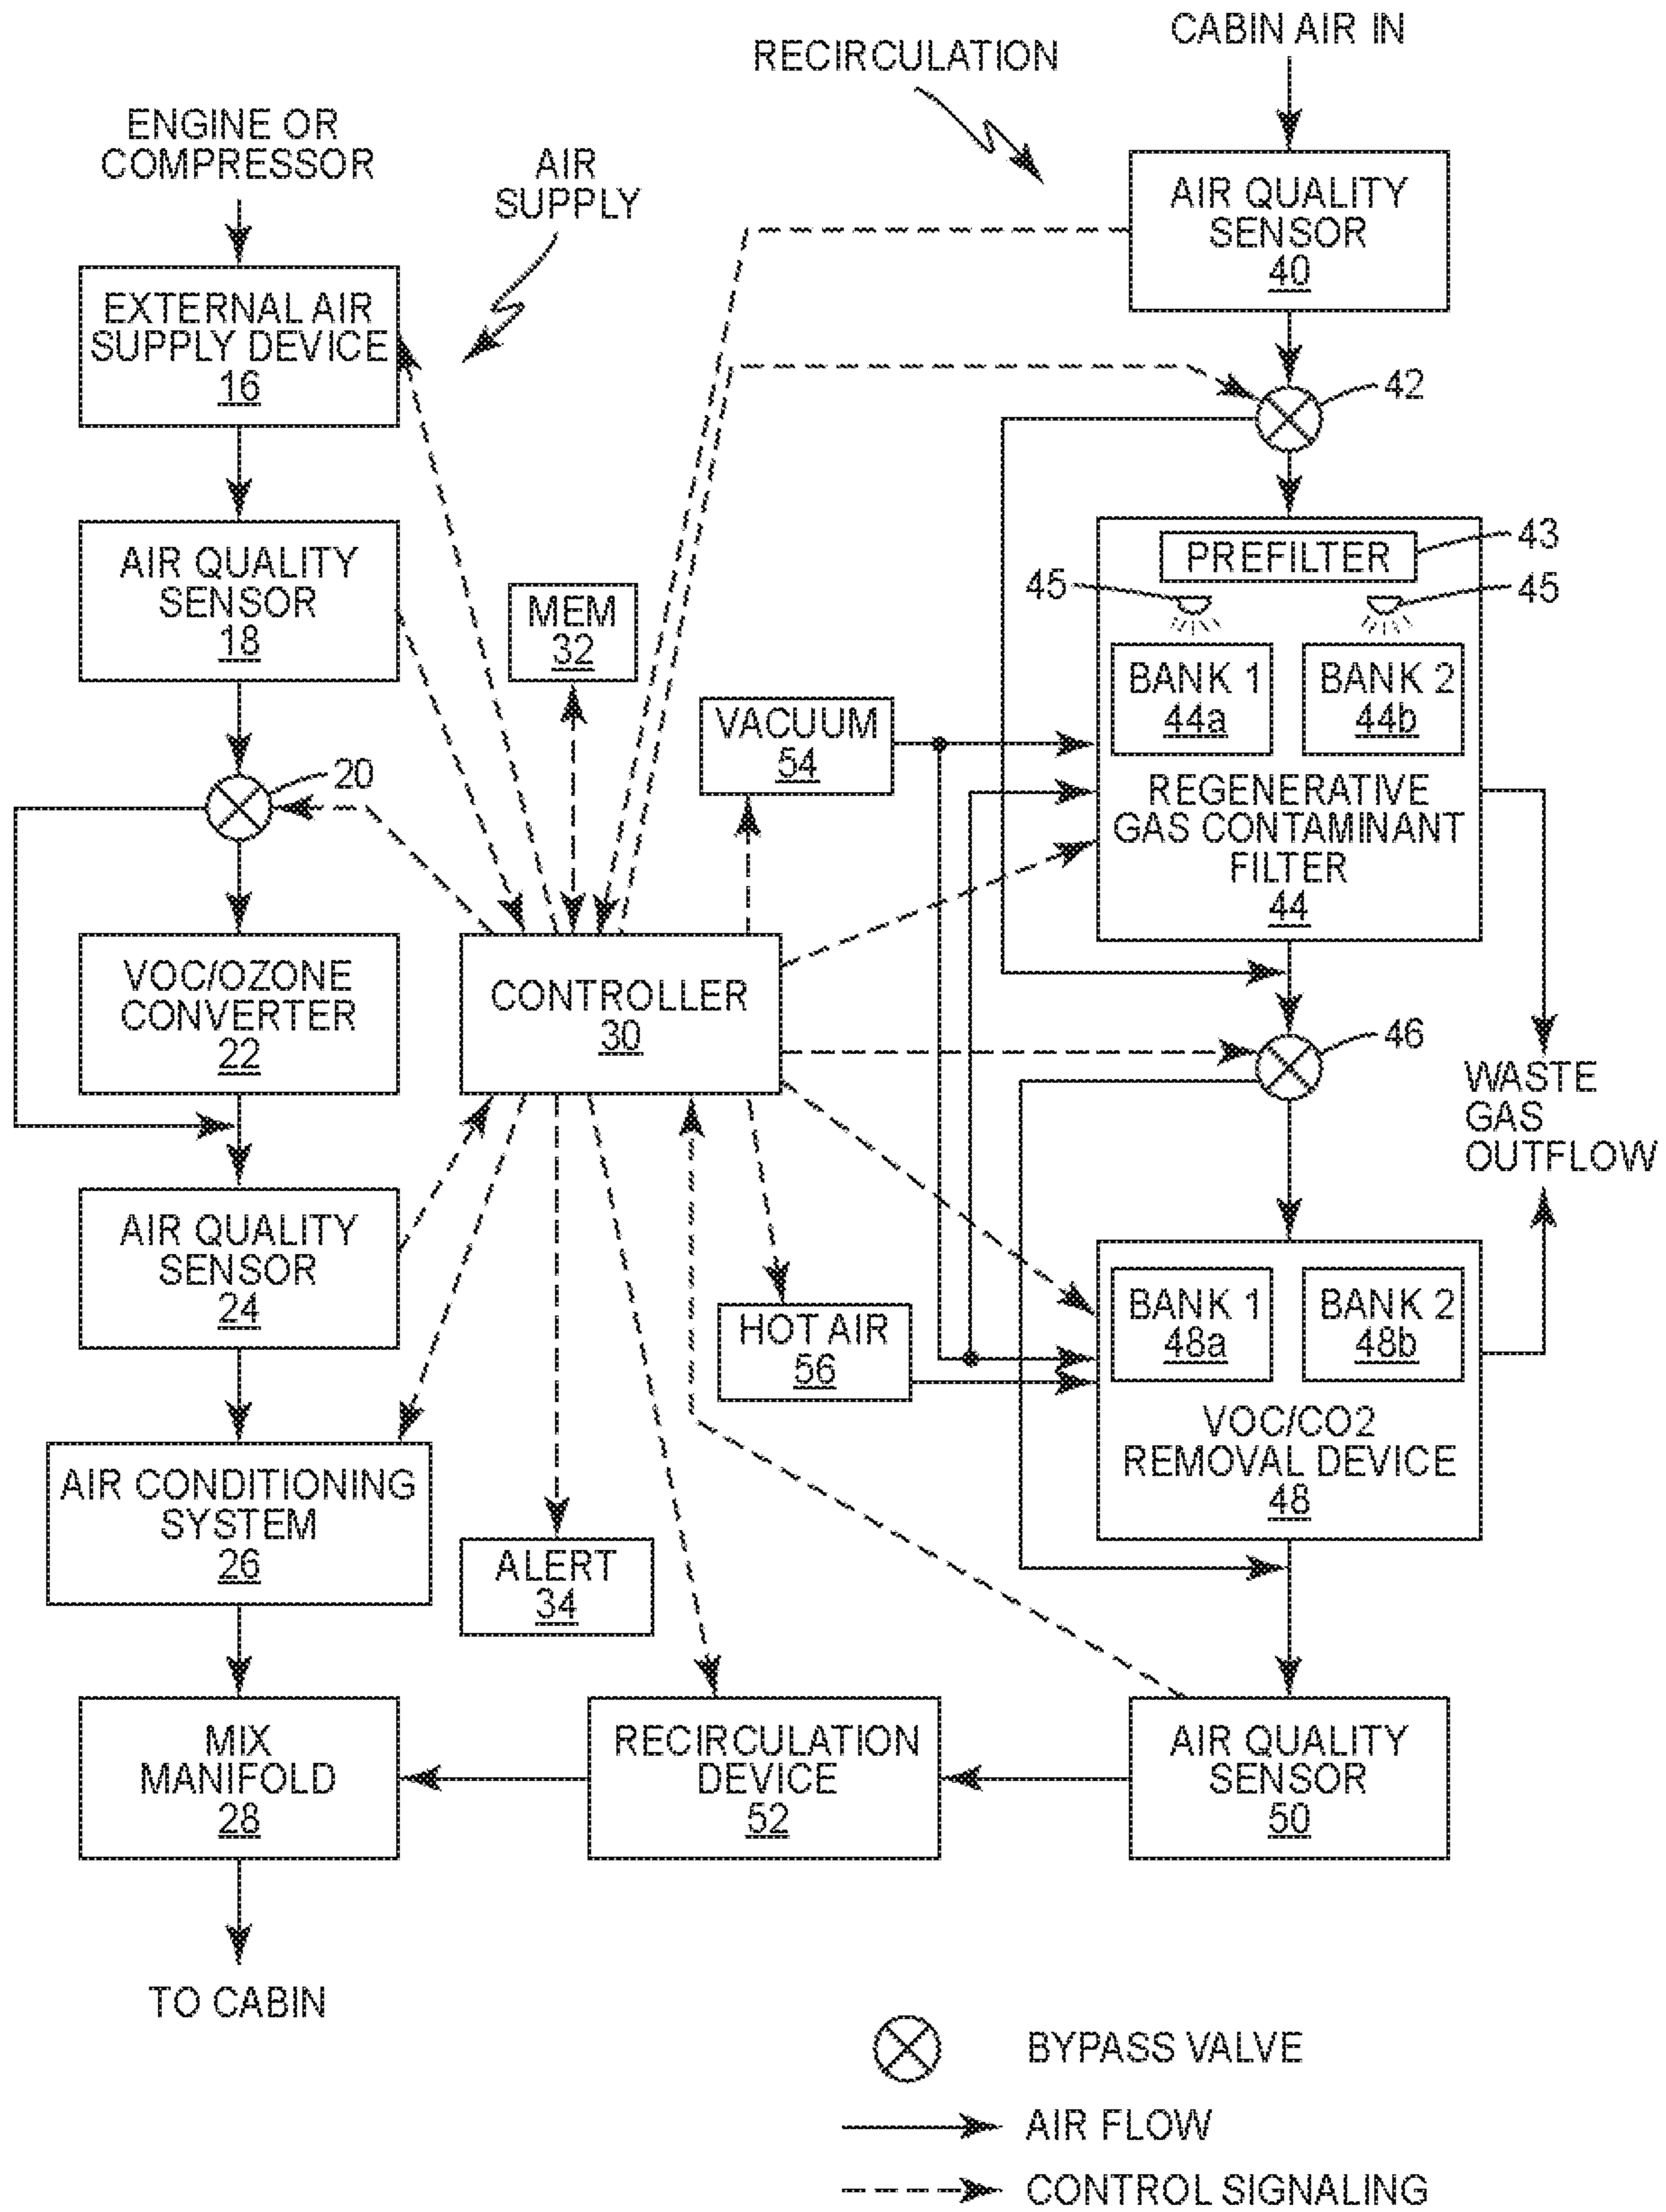 CABIN AIR IN
RECIRCULATION
ENGINE OR
COMPRESSOR
AIR
SUPPLY
AIR QUALITY
SENSOR
40
EXTERNAL AIR
SUPPLY DEVICE
16
42
AIR QUALITY
SENSOR
18
PREFILTER
43
45
45
MEM
32
BANK 1
44a
BANK 2
44b
VACUUM
54
20
REGENERATIVE
GAS CONTAMINANT
FILTER
44
VOC/OZONE
CONVERTER
22
CONTROLLER
30
46
WASTE
GAS
OUTFLOW
AIR QUALITY
SENSOR
24
HOT AIR
56
BANK 1
48a
BANK 2
48b
VOC/CO2
REMOVAL DEVICE
48
AIR CONDITIONING
SYSTEM
26
ALERT
34
MIX
MANIFOLD
28
RECIRCULATION
DEVICE
52
AIR QUALITY
SENSOR
50
TO CABIN
BYPASS VALVE
AIR FLOW
CONTROL SIGNALING